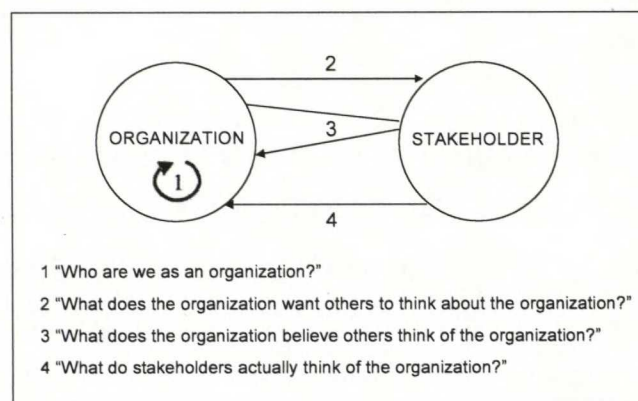 2
ORGANIZATION
3
STAKEHOLDER
1
4
1 "Who are we as an organization?"
2 "What does the organization want others to think about the organization?"
3 "What does the organization believe others think of the organization?"
4 "What do stakeholders actually think of the organization?"